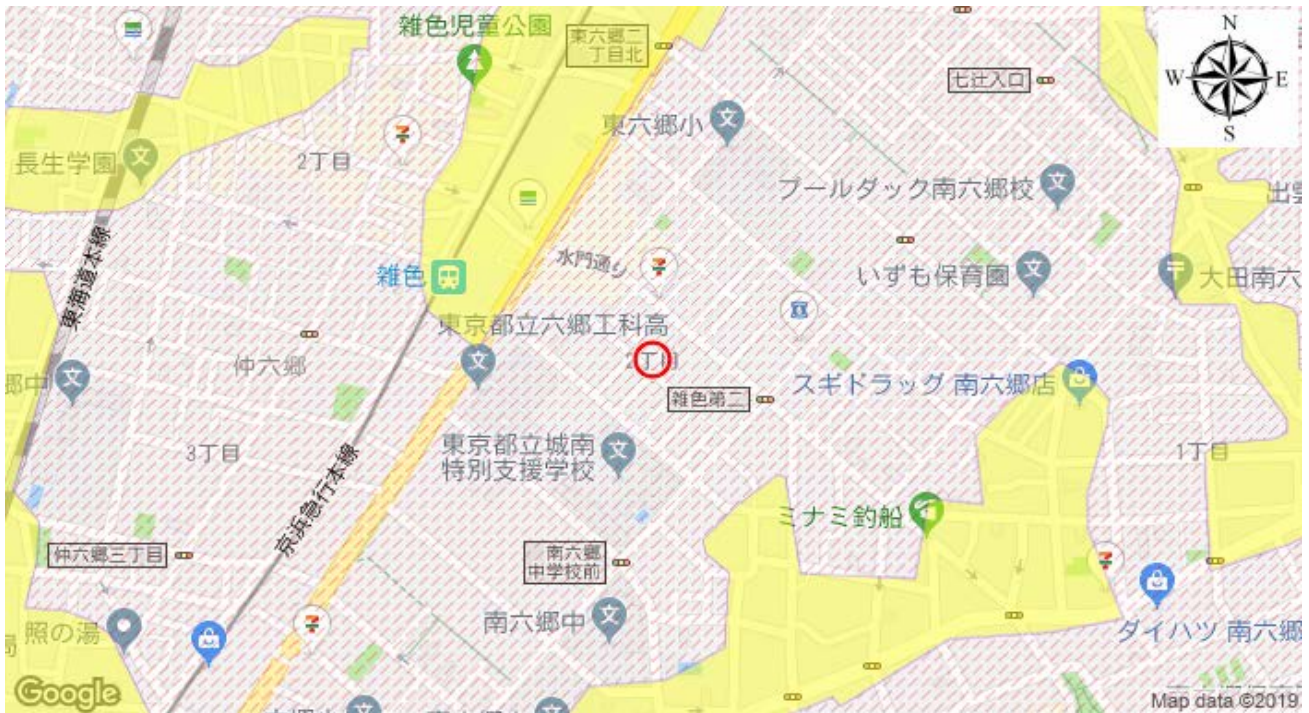 雑色児童公園
東六郷二
丁目北
七辻入口
N
W
E
S
東六郷小
長生学園
2丁目
プールダック南六郷校
水門通り
雑色
いずも保育園
大田南六
東海道本線
東京都立六郷工科高
仲六郷
2丁目
スギドラッグ 南六郷店
雑色第二
郷中
3丁目
東京都立城南
特別支援学校
1丁目
京浜急行本線
ミナミ釣船
仲六郷三丁目
南六郷
中学校前
照の湯
南六郷中
ダイハツ 南六郷
Google
Map data ©2019